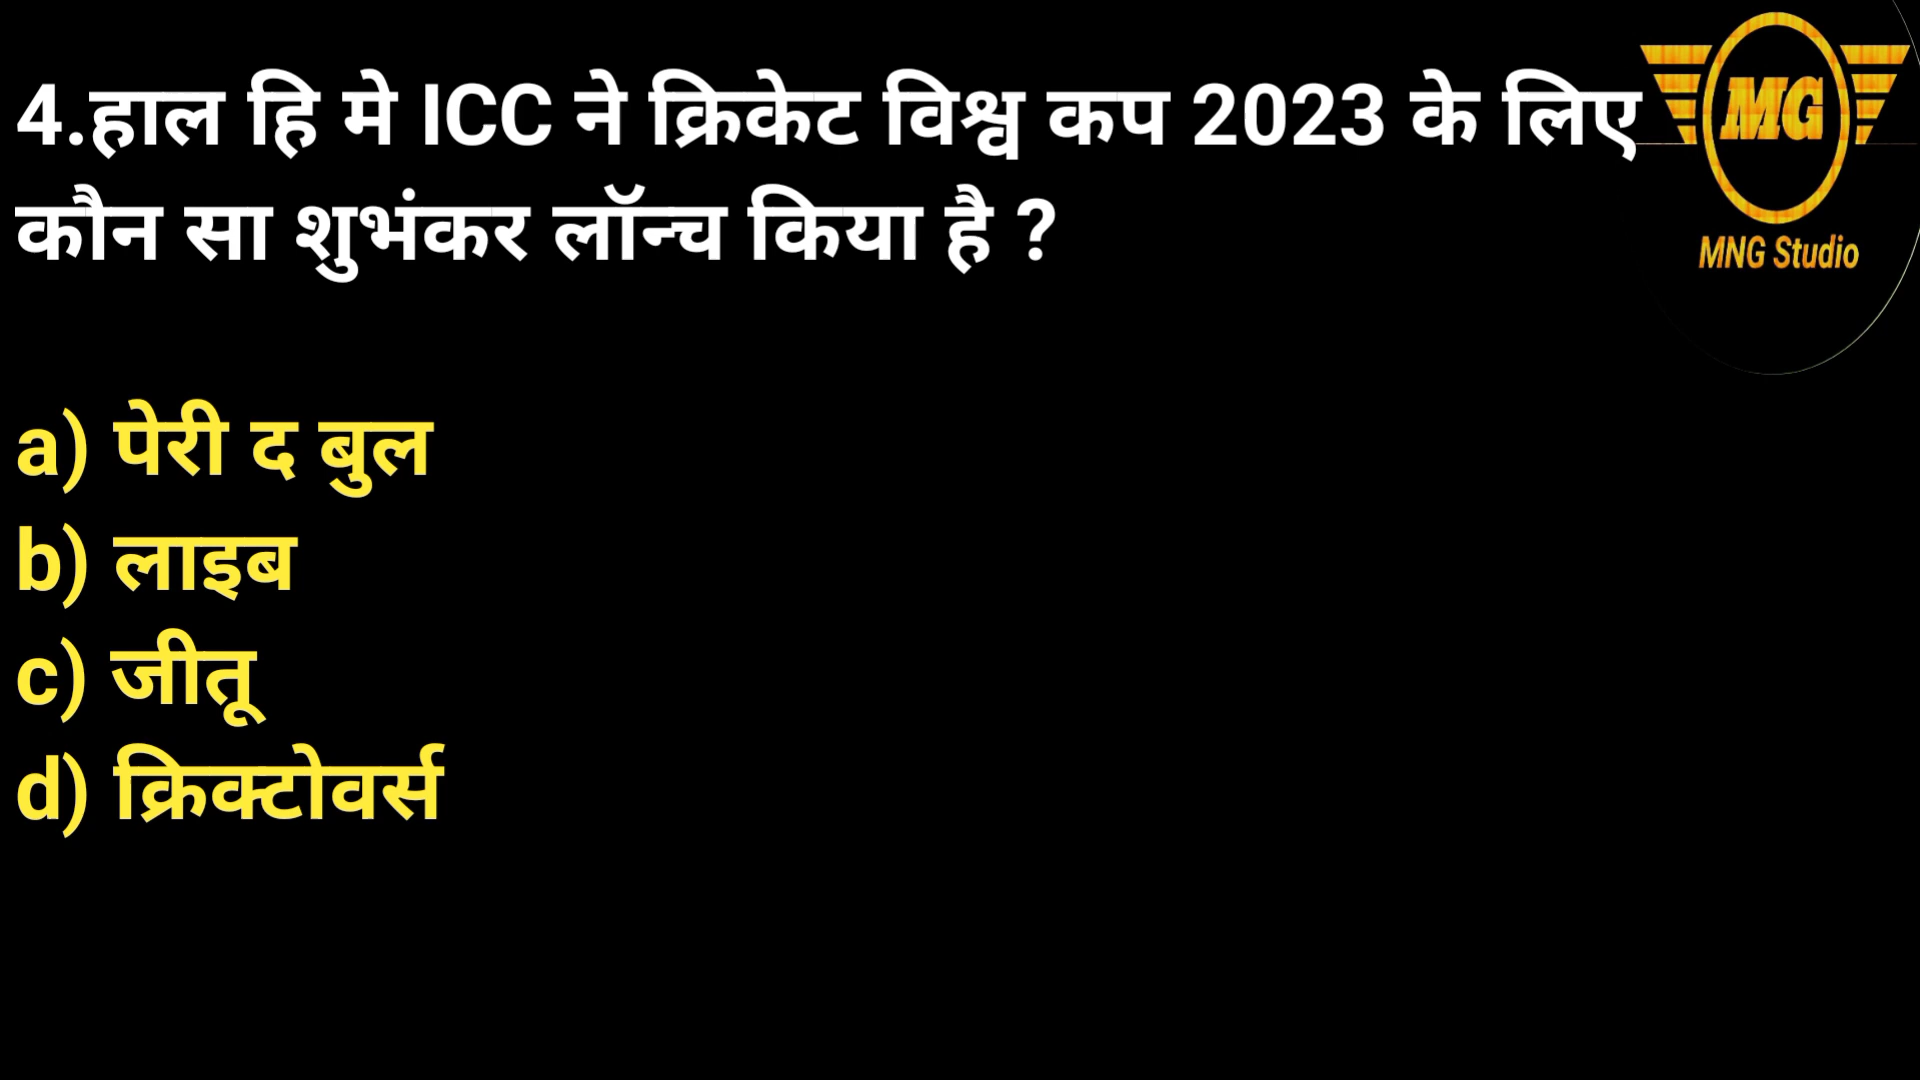 4.हाल हि मे ICC ने क्रिकेट विश्व कप 2023 के लिए
कौन सा शुभंकर लॉन्च किया है ?
MG
MNG Studio
a) पेरी द बुल
b) लाइब
c) जीतू
d) क्रिक्टोवर्स